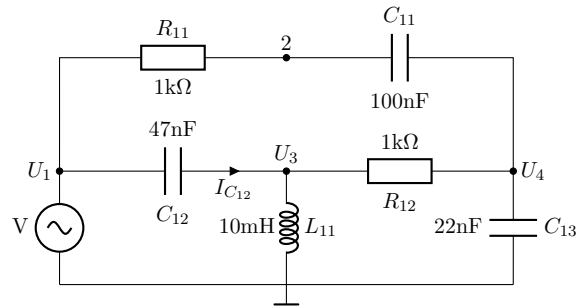 R11
2
C11
1kΩ
100nF
47nF
1kΩ
U1
U3
U4
IC12
C12
R12
V
10mH
L11
22nF
C13